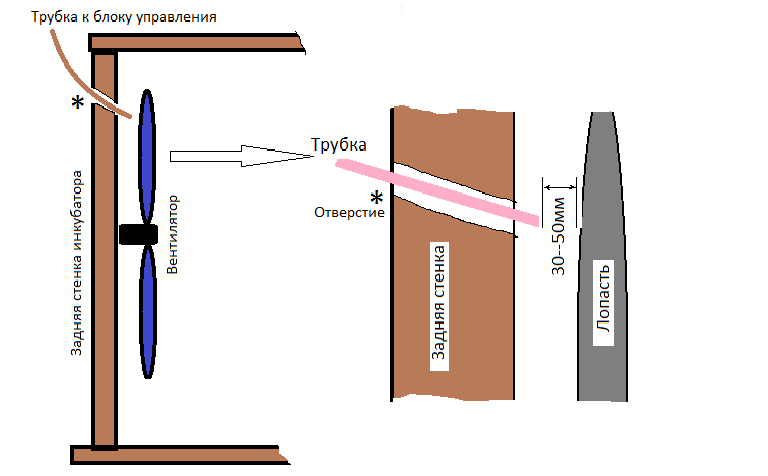 Трубка к блоку управления
*
Задняя стенка инкубатора
Вентилятор
Трубка
*
Отверстие
30--50мм
Задняя стенка
Лопасть